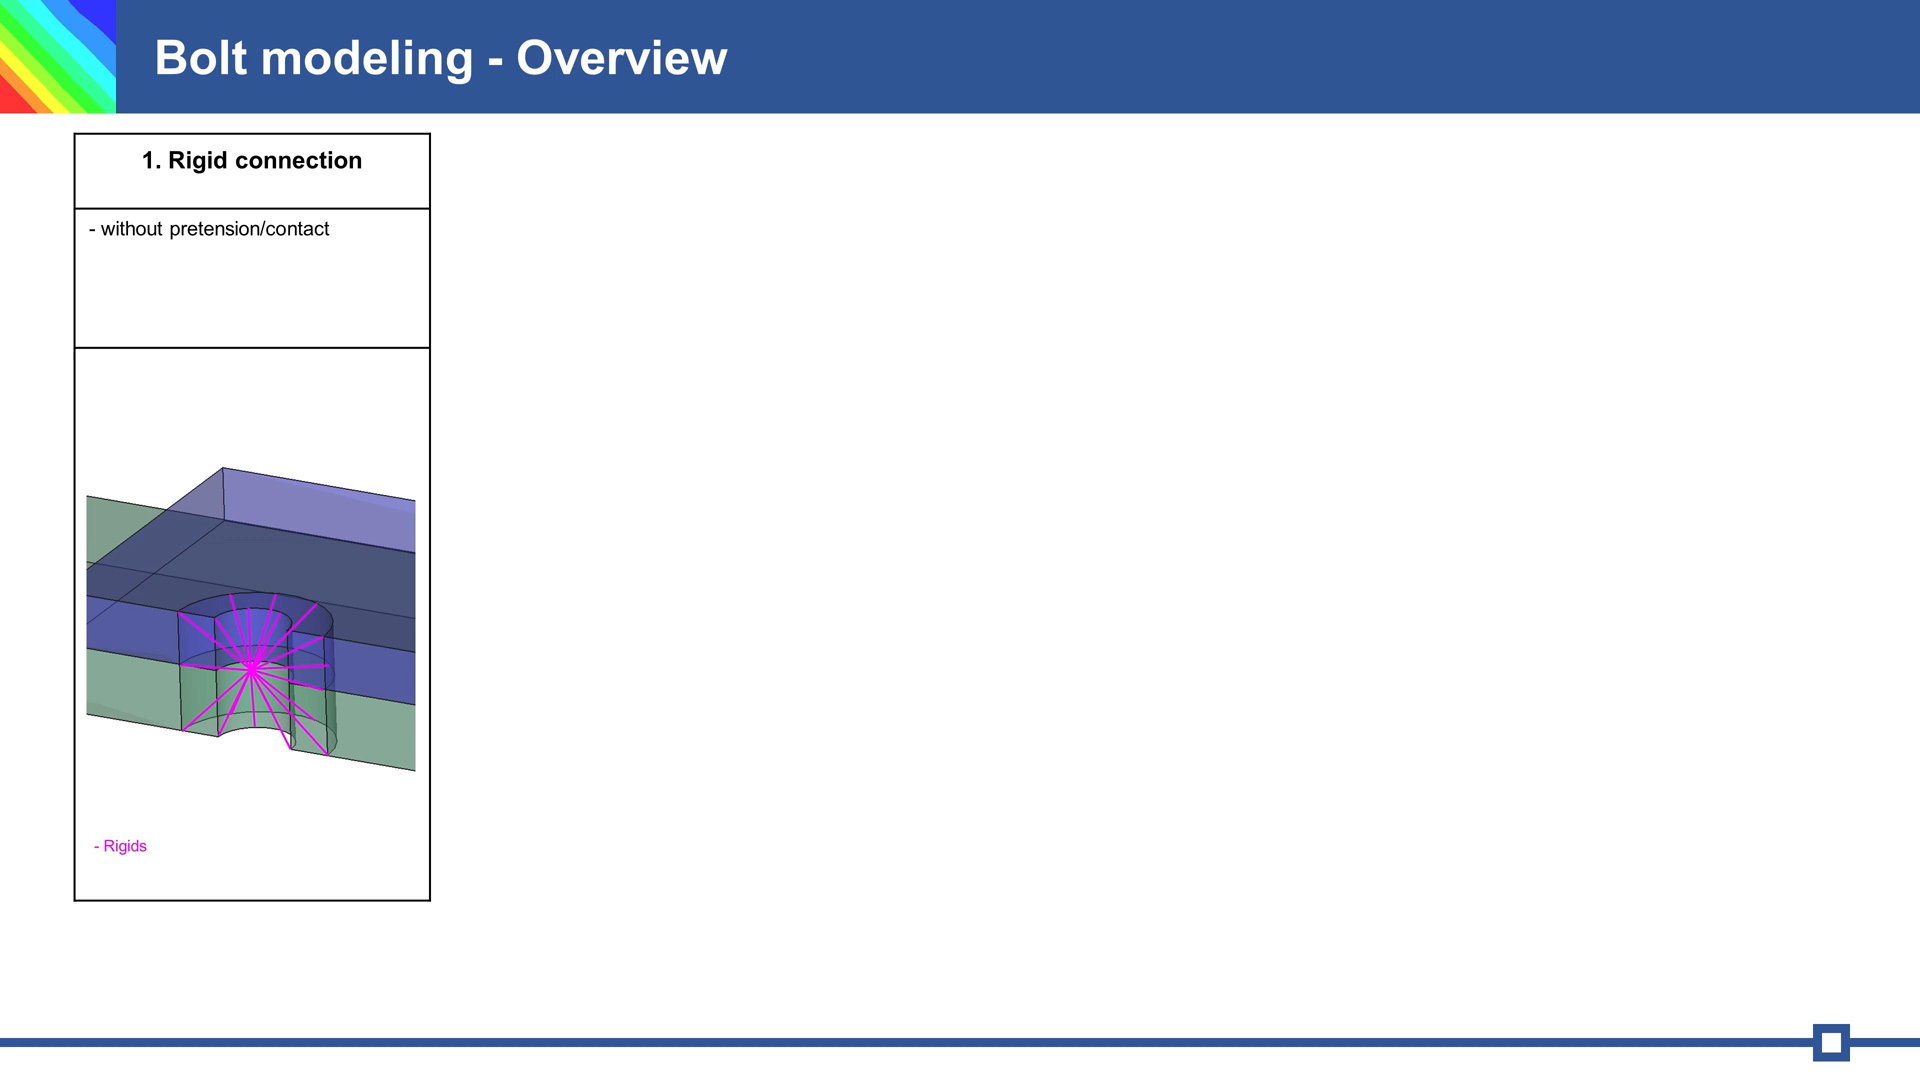 Bolt modeling - Overview
1. Rigid connection
- without pretension/contact
- Rigids